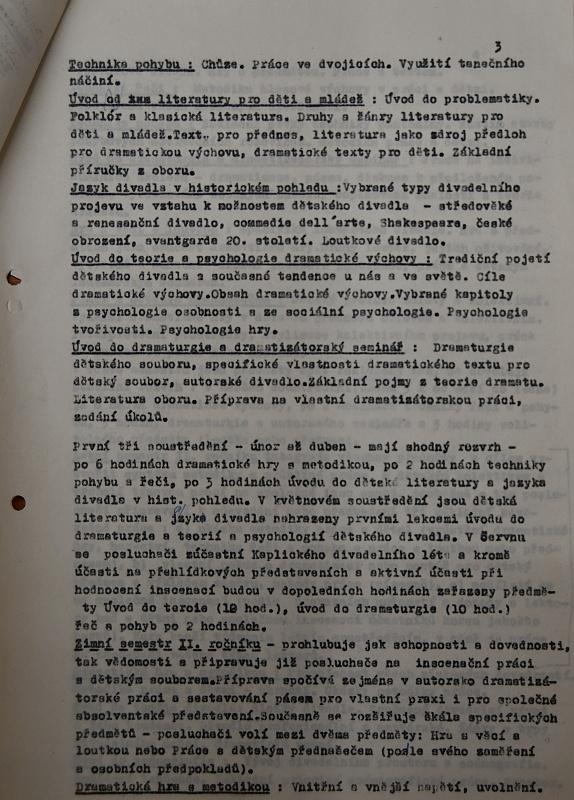 3
Technika pohybu : Chůze. Práce ve dvojicích. Využití tanečního
náčiní.
Úvod od literatury pro děti a mládež : Úvod do problematiky.
Folklór a klasická literatura. Druhy a žánry literatury pro
děti a mládež.Text. pro přednes, literatura jako zdroj předloh
pro dramatickou výchovu, dramatické texty pro děti. Základní
příručky z oboru.
Jazyk divadla v historickém pohledu :Vybrané typy divadelního
projevu ve vztahu k možnostem dětského divadla - středověké
a renesanční divadlo, commedie dell´arte, Shakespeare, české
obrození, avantgarda 20. století. Loutkové divadlo.
Úvod do teorie a psychologie dramatické výchovy : Tradiční pojetí
dětského divadla a současné tendence u nás a ve světě. Cíle
dramatické výchovy.Obsah dramatické výchovy.Vybrané kapitoly
z psychologie osobnosti a ze sociální psychologie. Psychologie
tvořivosti. Psychologie hry.
Úvod do dramaturgie a dramatizátorský seminář : Dramaturgie
dětského souboru, specifické vlastnosti dramatického textu pro
dětský soubor, autorské divadlo.Základní pojmy z teorie dramatu.
Literatura oboru. Příprava na vlastní dramatizátorskou práci,
zadání úkolů.
První tři soustředění - únor až duben - mají shodný rozvrh -
po 6 hodinách dramatické hry s metodikou, po 2 hodinách techniky
pohybu a řeči, po 3 hodinách úvodu do dětské literatury a jazyka
divadla v hist. pohledu. V květnovém soustředění jsou dětská
literatura a jzyka divadla nahrazeny prvními lekcemi úvodu do
dramaturgie a teorií a psychologií dětského divadla. V červnu
se posluchači zúčastní Kaplického divadelního léta a kromě
účasti na přehlídkových představeních a aktivní účasti při
hodnocení inscenací budou v dopoledních hodinách zařazeny předmě-
ty Úvod do teroie (10 hod.), úvod do dramaturgie (10 hod.)
řeč a pohyb po 2 hodinách.
Zimní semestr II. ročníku - prohlubuje jak schopnosti a dovednosti,
tak vědomosti a připravuje již posluchače na inscenační práci
s dětským souborem.Příprava spočívá zejména v autorsko dramatizá-
torské práci a sestavování pásem pro vlastní praxi i pro společné
absolventské představení.Současně se rozšiřuje škála specifických
předmětů - posluchači volí mezi dvěma předměty: Hra s věcí a
loutkou nebo Práce s dětským přednašečem (podle svého zaměření
a osobních předpokladů).
Dramatická hra s metodikou : Vnitřní a vnější napětí, uvolnění.